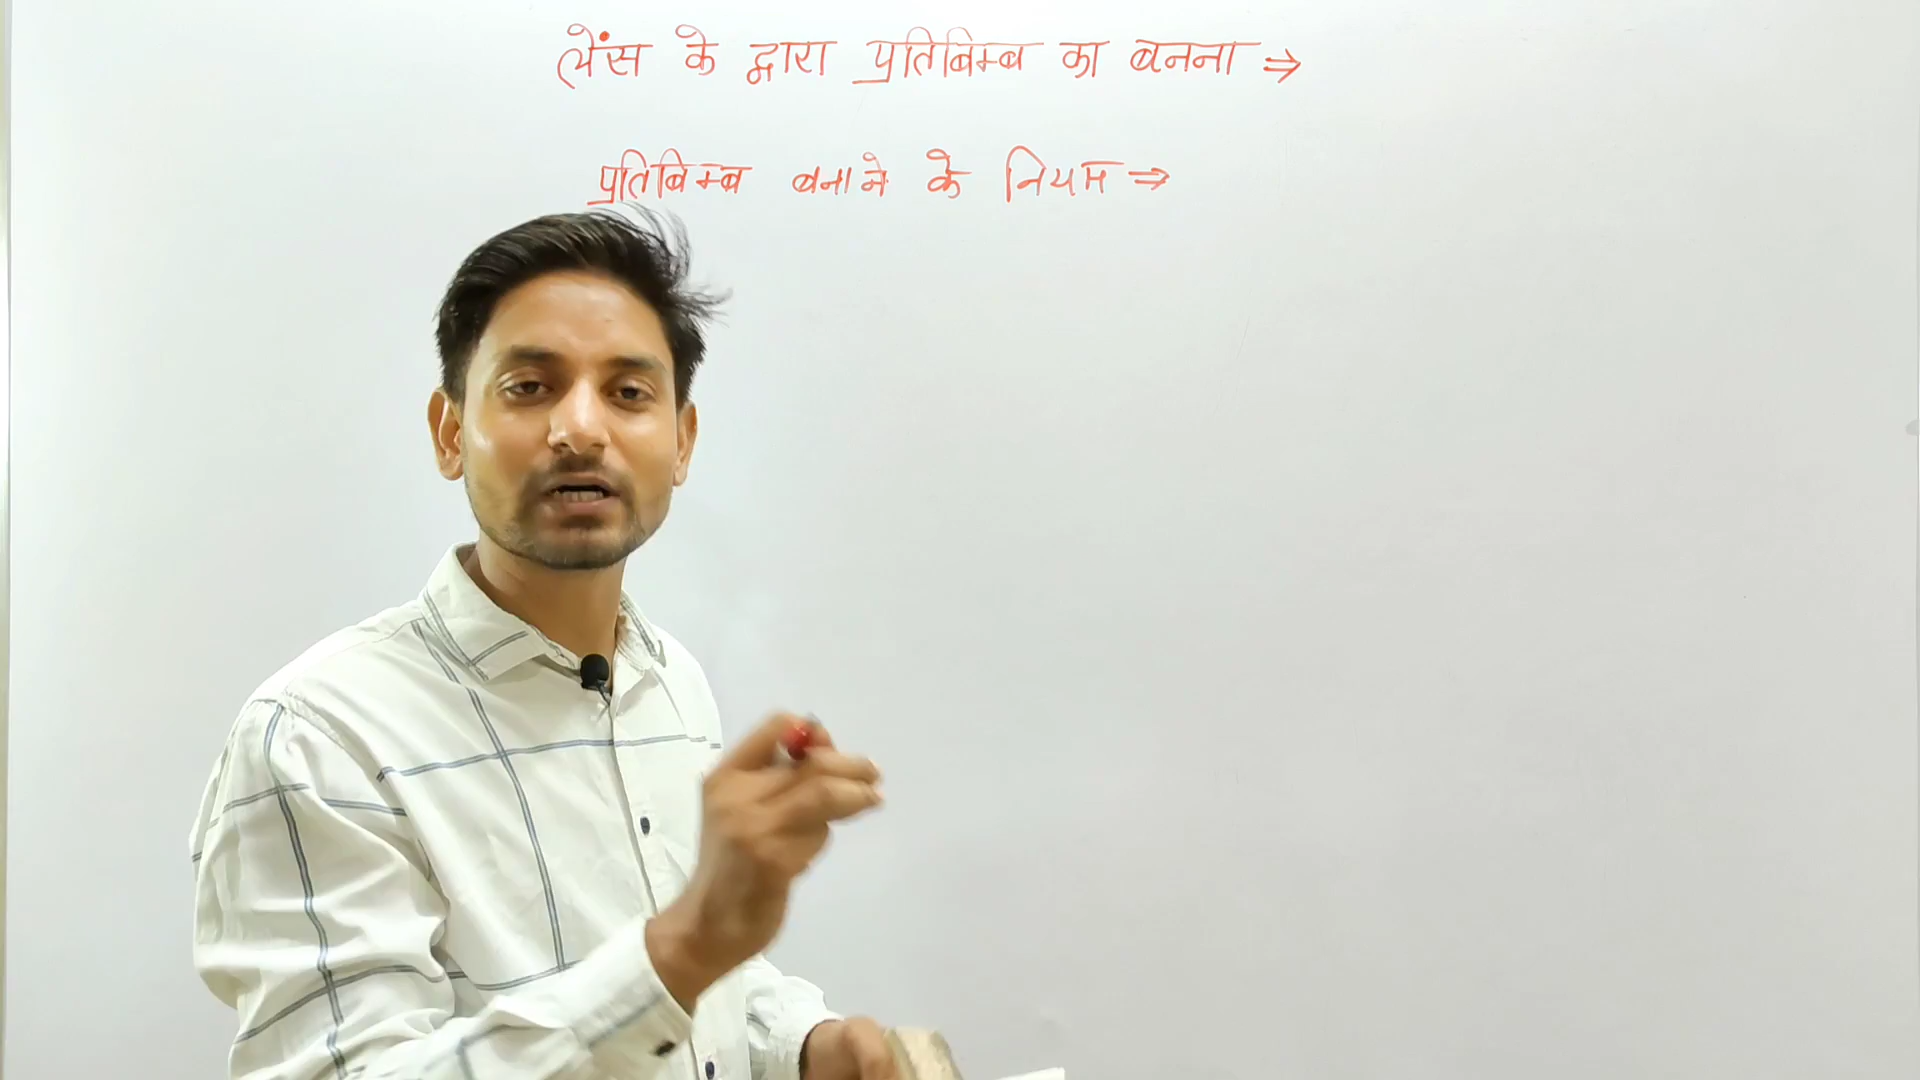 लेंस के द्वारा प्रतिबिम्ब का बनना ⇒
प्रतिबिम्ब बनाने के नियम ⇒